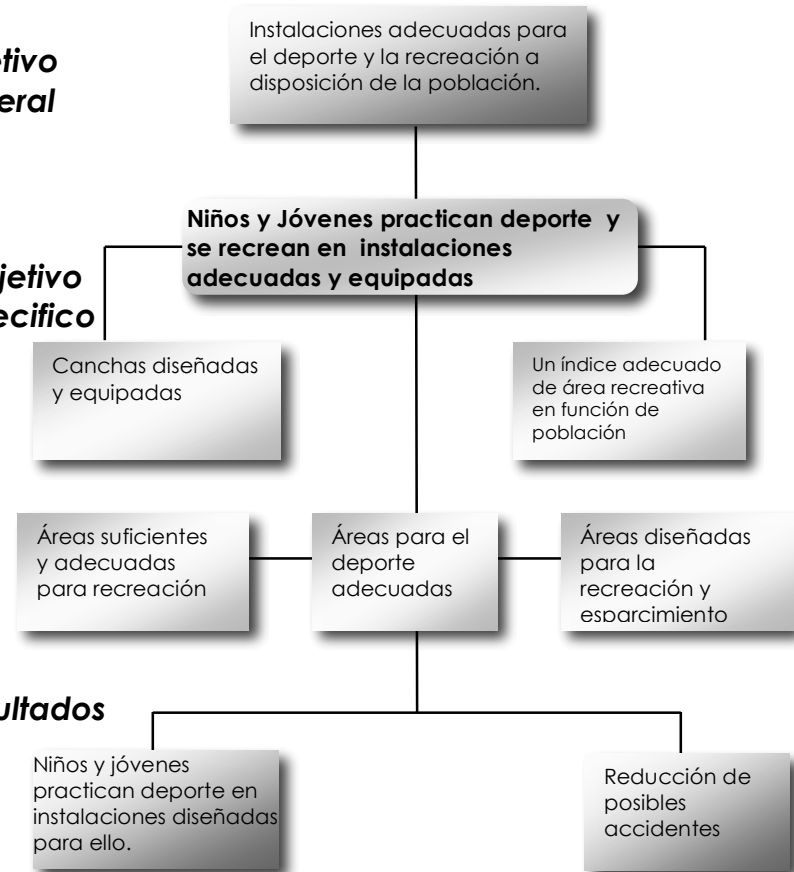 Instalaciones adecuadas para
el deporte y la recreación a
disposición de la población.
etivo
eral
Niños y Jóvenes practican deporte y
se recrean en instalaciones
adecuadas y equipadas
jetivo
ecifico
Canchas diseñadas
y equipadas
Un índice adecuado
de área recreativa
en función de
población
Áreas suficientes
y adecuadas
para recreación
Áreas para el
deporte
adecuadas
Áreas diseñadas
para la
recreación y
esparcimiento
ultados
Niños y jóvenes
practican deporte en
instalaciones diseñadas
para ello.
Reducción de
posibles
accidentes